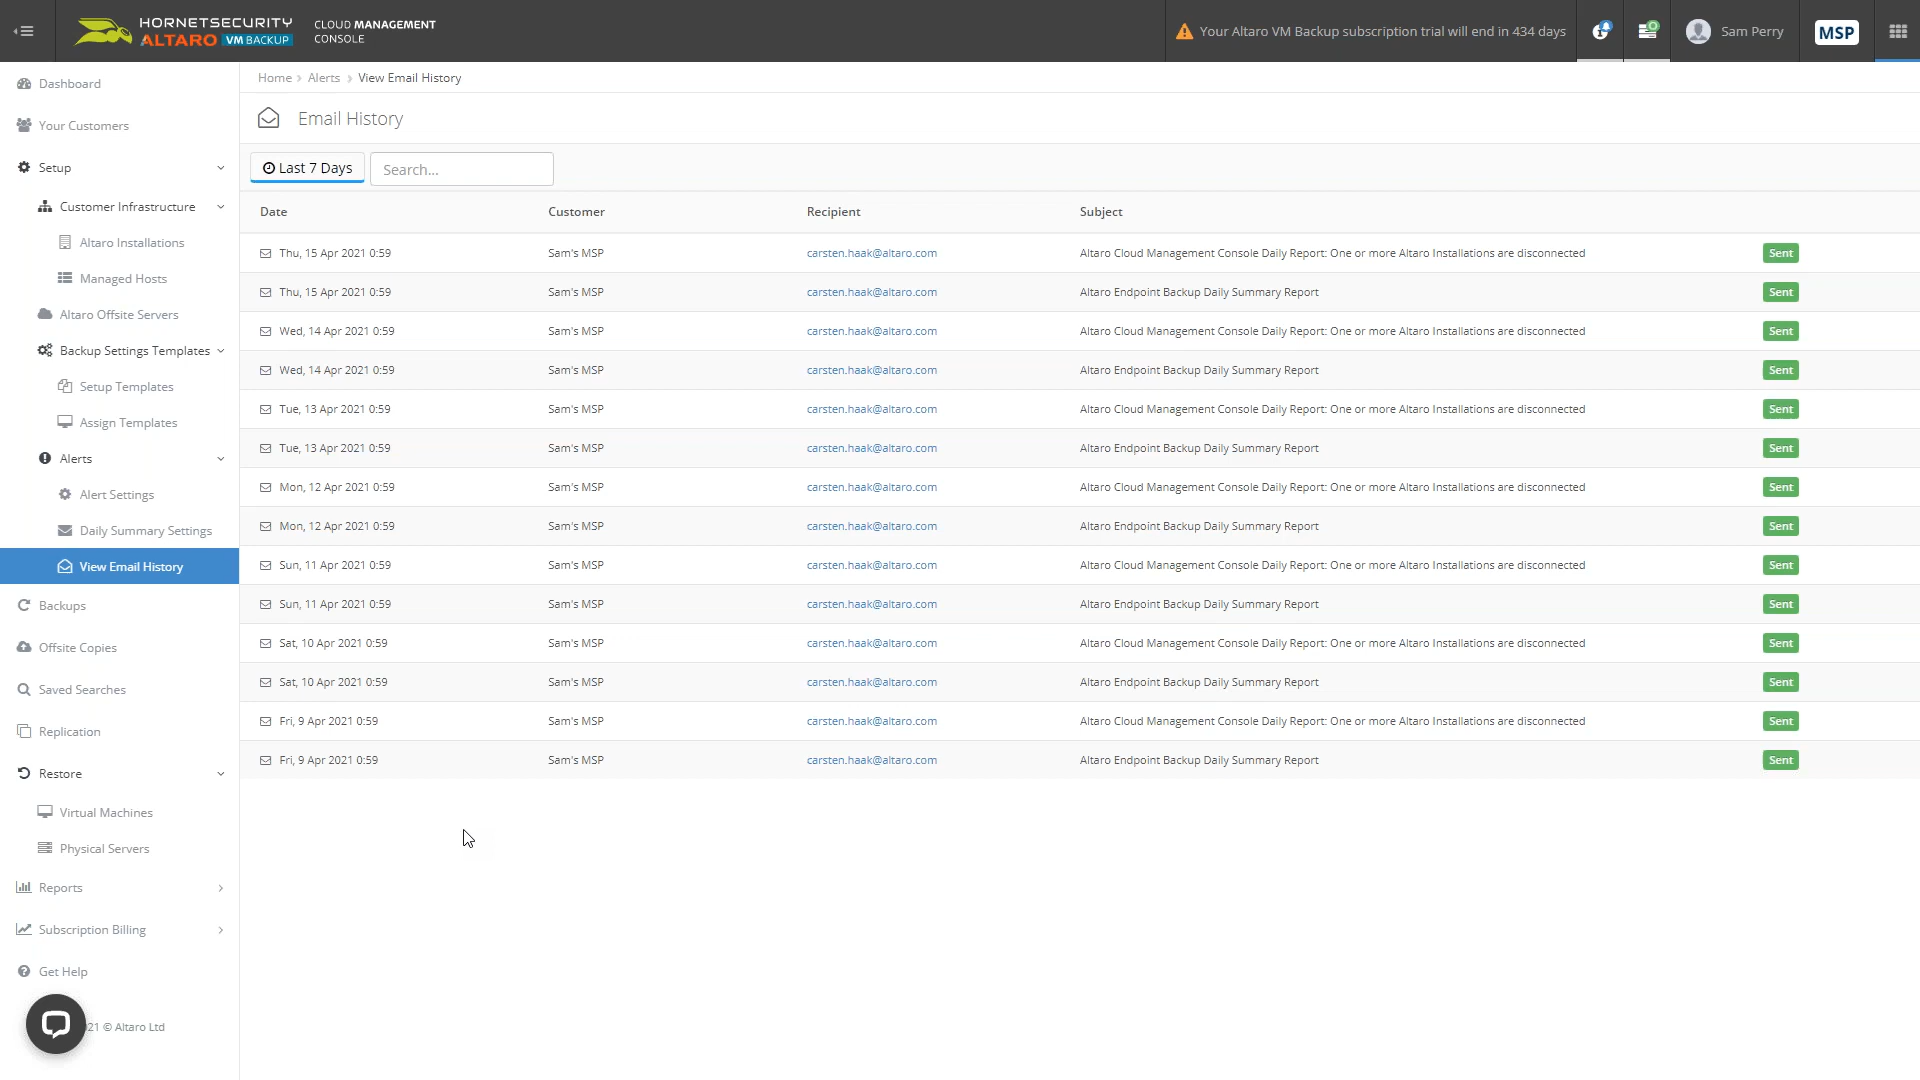 HORNETSECURITY
ALTARO VM BACKUP
CLOUD MANAGEMENT
CONSOLE
Your Altaro VM Backup subscription trial will end in 434 days
Sam Perry
MSP
Dashboard
Your Customers
Setup
Customer Infrastructure
Altaro Installations
Managed Hosts
Altaro Offsite Servers
Backup Settings Templates
Setup Templates
Assign Templates
Alerts
Alert Settings
Daily Summary Settings
View Email History
Backups
Offsite Copies
Saved Searches
Replication
Restore
Virtual Machines
Physical Servers
Reports
Subscription Billing
Get Help
21 © Altaro Ltd
Home › Alerts › View Email History
Email History
Last 7 Days
Search...
Date Customer Recipient Subject
Thu, 15 Apr 2021 0:59 Sam's MSP carsten.haak@altaro.com Altaro Cloud Management Console Daily Report: One or more Altaro Installations are disconnected Sent
Thu, 15 Apr 2021 0:59 Sam's MSP carsten.haak@altaro.com Altaro Endpoint Backup Daily Summary Report Sent
Wed, 14 Apr 2021 0:59 Sam's MSP carsten.haak@altaro.com Altaro Cloud Management Console Daily Report: One or more Altaro Installations are disconnected Sent
Wed, 14 Apr 2021 0:59 Sam's MSP carsten.haak@altaro.com Altaro Endpoint Backup Daily Summary Report Sent
Tue, 13 Apr 2021 0:59 Sam's MSP carsten.haak@altaro.com Altaro Cloud Management Console Daily Report: One or more Altaro Installations are disconnected Sent
Tue, 13 Apr 2021 0:59 Sam's MSP carsten.haak@altaro.com Altaro Endpoint Backup Daily Summary Report Sent
Mon, 12 Apr 2021 0:59 Sam's MSP carsten.haak@altaro.com Altaro Cloud Management Console Daily Report: One or more Altaro Installations are disconnected Sent
Mon, 12 Apr 2021 0:59 Sam's MSP carsten.haak@altaro.com Altaro Endpoint Backup Daily Summary Report Sent
Sun, 11 Apr 2021 0:59 Sam's MSP carsten.haak@altaro.com Altaro Cloud Management Console Daily Report: One or more Altaro Installations are disconnected Sent
Sun, 11 Apr 2021 0:59 Sam's MSP carsten.haak@altaro.com Altaro Endpoint Backup Daily Summary Report Sent
Sat, 10 Apr 2021 0:59 Sam's MSP carsten.haak@altaro.com Altaro Cloud Management Console Daily Report: One or more Altaro Installations are disconnected Sent
Sat, 10 Apr 2021 0:59 Sam's MSP carsten.haak@altaro.com Altaro Endpoint Backup Daily Summary Report Sent
Fri, 9 Apr 2021 0:59 Sam's MSP carsten.haak@altaro.com Altaro Cloud Management Console Daily Report: One or more Altaro Installations are disconnected Sent
Fri, 9 Apr 2021 0:59 Sam's MSP carsten.haak@altaro.com Altaro Endpoint Backup Daily Summary Report Sent